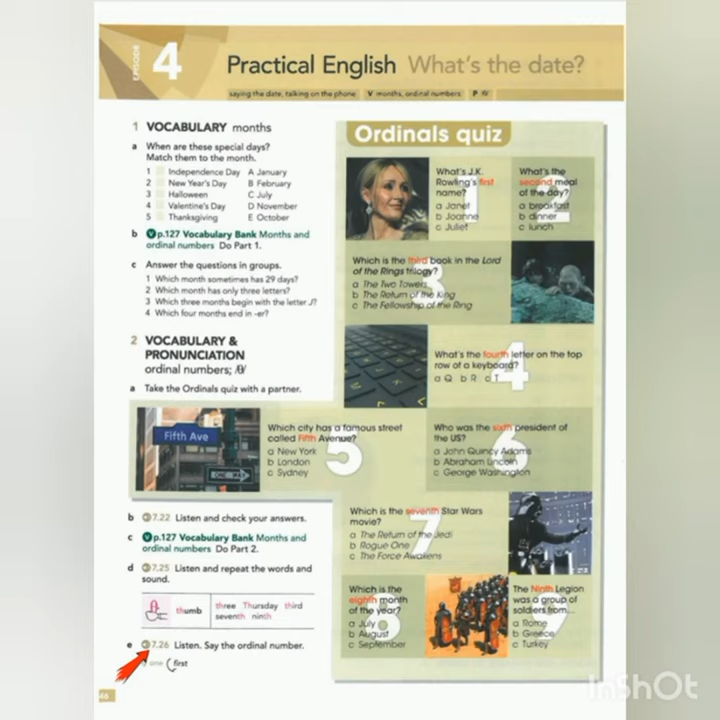 EPISODE
4
Practical English What's the date?
saying the date, talking on the phone V months, ordinal numbers P /θ/
1 VOCABULARY months
a When are these special days?
Match them to the month.
1 Independence Day A January
2 New Year's Day B February
3 Halloween C July
4 Valentine's Day D November
5 Thanksgiving E October
b V p.127 Vocabulary Bank Months and
ordinal numbers Do Part 1.
c Answer the questions in groups.
1 Which month sometimes has 29 days?
2 Which month has only three letters?
3 Which three months begin with the letter J?
4 Which four months end in -er?
2 VOCABULARY &
PRONUNCIATION
ordinal numbers; /θ/
a Take the Ordinals quiz with a partner.
Ordinals quiz
1
What's J.K.
Rowling's first
name?
a Janet
b Joanne
c Juliet
2
What's the
second meal
of the day?
a breakfast
b dinner
c lunch
3
Which is the third book in the Lord
of the Rings trilogy?
a The Two Towers
b The Return of the King
c The Fellowship of the Ring
4
What's the fourth letter on the top
row of a keyboard?
a Q b R c T
Fifth Ave
ONE WAY
5
Which city has a famous street
called Fifth Avenue?
a New York
b London
c Sydney
6
Who was the sixth president of
the US?
a John Quincy Adams
b Abraham Lincoln
c George Washington
7
Which is the seventh Star Wars
movie?
a The Return of the Jedi
b Rogue One
c The Force Awakens
8
Which is the
eighth month
of the year?
a July
b August
c September
9
The Ninth Legion
was a group of
soldiers from...
a Rome
b Greece
c Turkey
b 7.22 Listen and check your answers.
c V p.127 Vocabulary Bank Months and
ordinal numbers Do Part 2.
d 7.25 Listen and repeat the words and
sound.
thumb
three Thursday third
seventh ninth
e 7.26 Listen. Say the ordinal number.
one first
46
InShOt